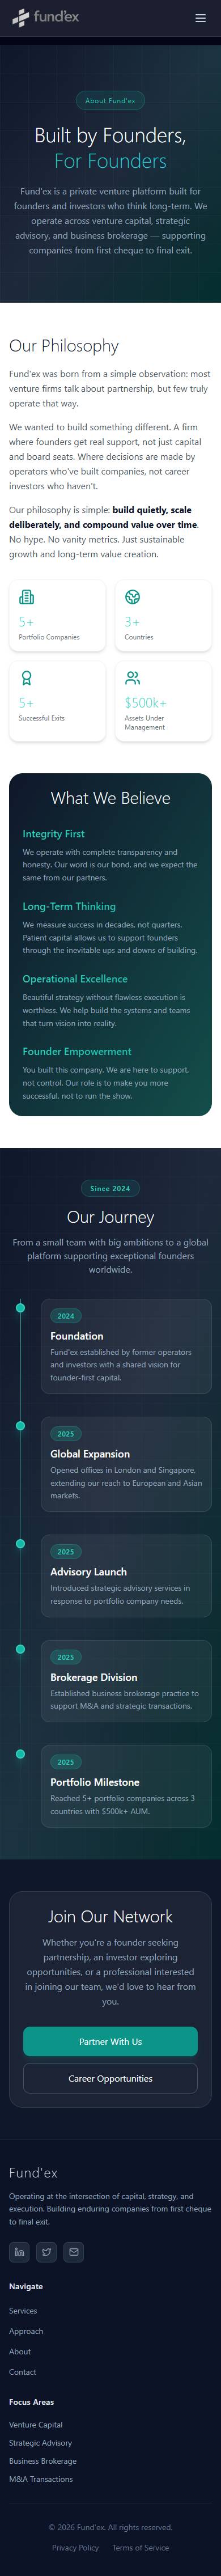 fund'ex
About Fund'ex
Built by Founders,
For Founders
Fund'ex is a private venture platform built for
founders and investors who think long-term. We
operate across venture capital, strategic
advisory, and business brokerage — supporting
companies from first cheque to final exit.
Our Philosophy
Fund'ex was born from a simple observation: most
venture firms talk about partnership, but few truly
operate that way.
We wanted to build something different. A firm
where founders get real support, not just capital
and board seats. Where decisions are made by
operators who've built companies, not career
investors who haven't.
Our philosophy is simple: build quietly, scale
deliberately, and compound value over time.
No hype. No vanity metrics. Just sustainable
growth and long-term value creation.
5+
Portfolio Companies
3+
Countries
5+
Successful Exits
$500k+
Assets Under
Management
What We Believe
Integrity First
We operate with complete transparency and
honesty. Our word is our bond, and we expect the
same from our partners.
Long-Term Thinking
We measure success in decades, not quarters.
Patient capital allows us to support founders
through the inevitable ups and downs of building.
Operational Excellence
Beautiful strategy without flawless execution is
worthless. We help build the systems and teams
that turn vision into reality.
Founder Empowerment
You built this company. We are here to support,
not control. Our role is to make you more
successful, not to run the show.
Since 2024
Our Journey
From a small team with big ambitions to a global
platform supporting exceptional founders
worldwide.
2024
Foundation
Fund'ex established by former operators
and investors with a shared vision for
founder-first capital.
2025
Global Expansion
Opened offices in London and Singapore,
extending our reach to European and Asian
markets.
2025
Advisory Launch
Introduced strategic advisory services in
response to portfolio company needs.
2025
Brokerage Division
Established business brokerage practice to
support M&A and strategic transactions.
2025
Portfolio Milestone
Reached 5+ portfolio companies across 3
countries with $500k+ AUM.
Join Our Network
Whether you're a founder seeking
partnership, an investor exploring
opportunities, or a professional interested
in joining our team, we'd love to hear from
you.
Partner With Us
Career Opportunities
Fund'ex
Operating at the intersection of capital, strategy, and
execution. Building enduring companies from first cheque
to final exit.
Navigate
Services
Approach
About
Contact
Focus Areas
Venture Capital
Strategic Advisory
Business Brokerage
M&A Transactions
© 2026 Fund'ex. All rights reserved.
Privacy Policy Terms of Service